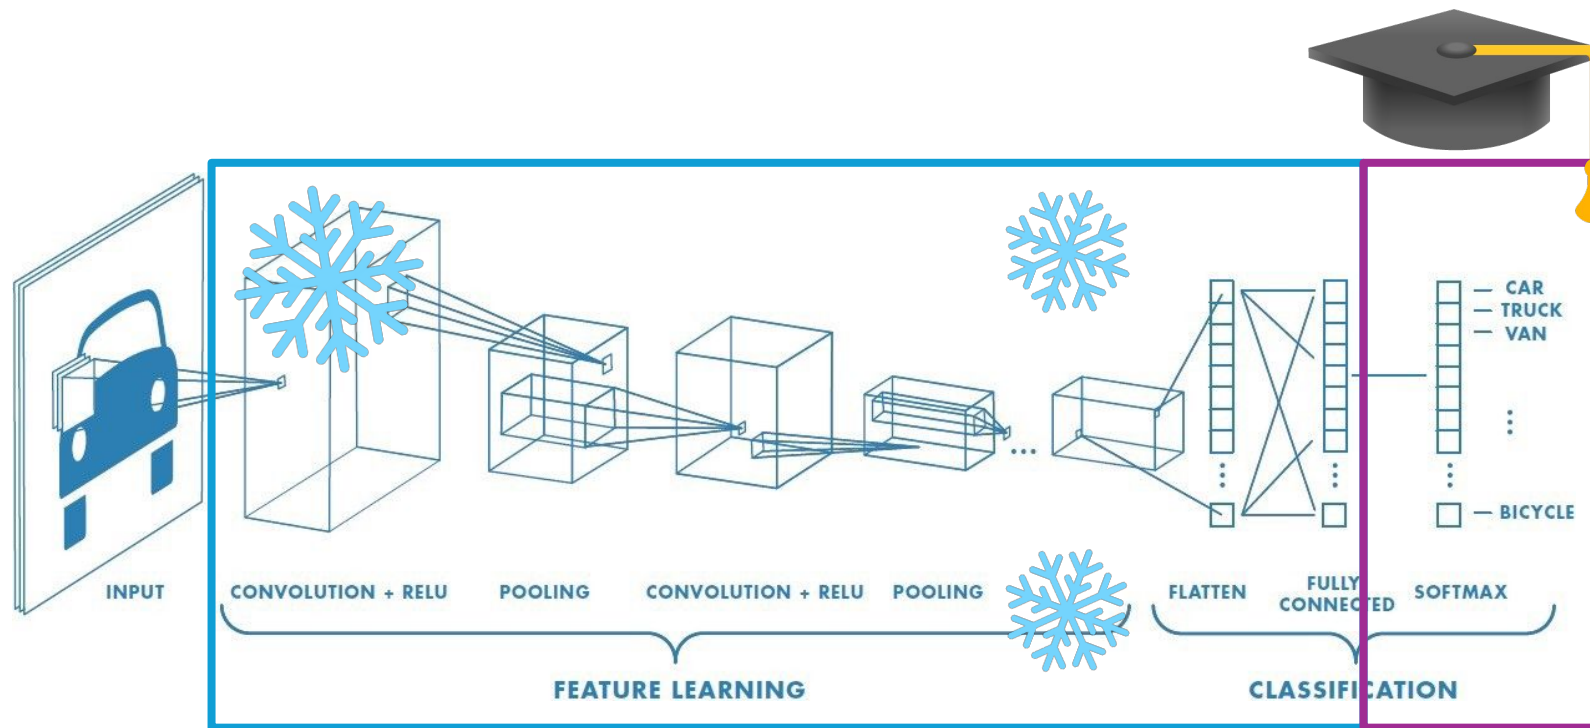 CAR
TRUCK
VAN
BICYCLE
INPUT
CONVOLUTION + RELU
POOLING
CONVOLUTION + RELU
POOLING
FLATTEN
FULLY
CONNECTED
SOFTMAX
FEATURE LEARNING
CLASSIFICATION